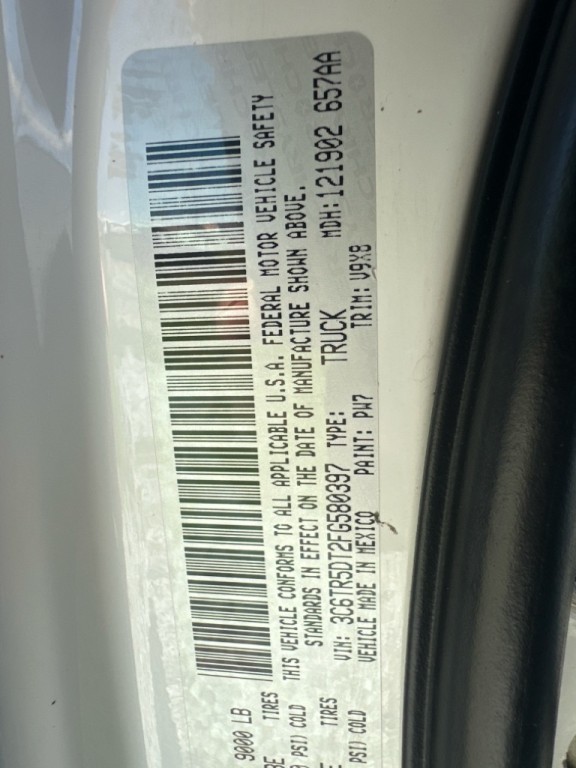 9000 LB
TIRES
PSI) COLD
THIS VEHICLE CONFORMS TO ALL APPLICABLE U.S.A. FEDERAL MOTOR VEHICLE SAFETY
STANDARDS IN EFFECT ON THE DATE OF MANUFACTURE SHOWN ABOVE.
TIRES VIN: 3C6TR5DT2FG580397 TYPE: TRUCK MDH: 121902 657AA
PSI) COLD VEHICLE MADE IN MEXICO PAINT: PW7 TRIM: V9X8